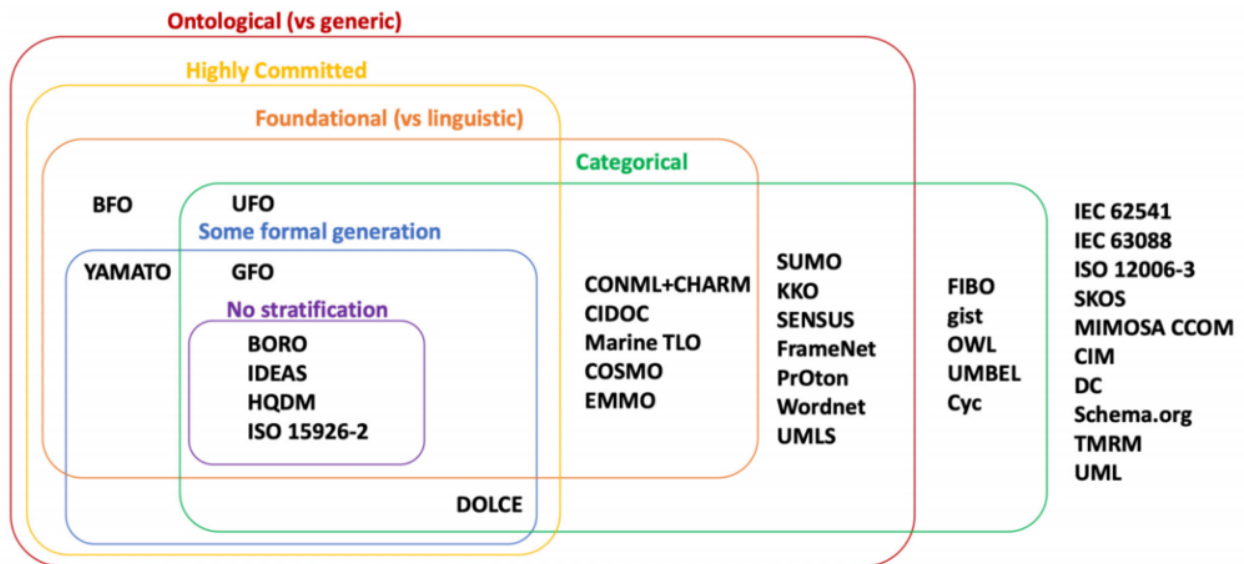 Ontological (vs generic)
Highly Committed
Foundational (vs linguistic)
Categorical
BFO
UFO
Some formal generation
YAMATO
GFO
No stratification
BORO
IDEAS
HQDM
ISO 15926-2
DOLCE
CONML+CHARM
CIDOC
Marine TLO
COSMO
EMMO
SUMO
KKO
SENSUS
FrameNet
PrOton
Wordnet
UMLS
FIBO
gist
OWL
UMBEL
Cyc
IEC 62541
IEC 63088
ISO 12006-3
SKOS
MIMOSA CCOM
CIM
DC
Schema.org
TMRM
UML